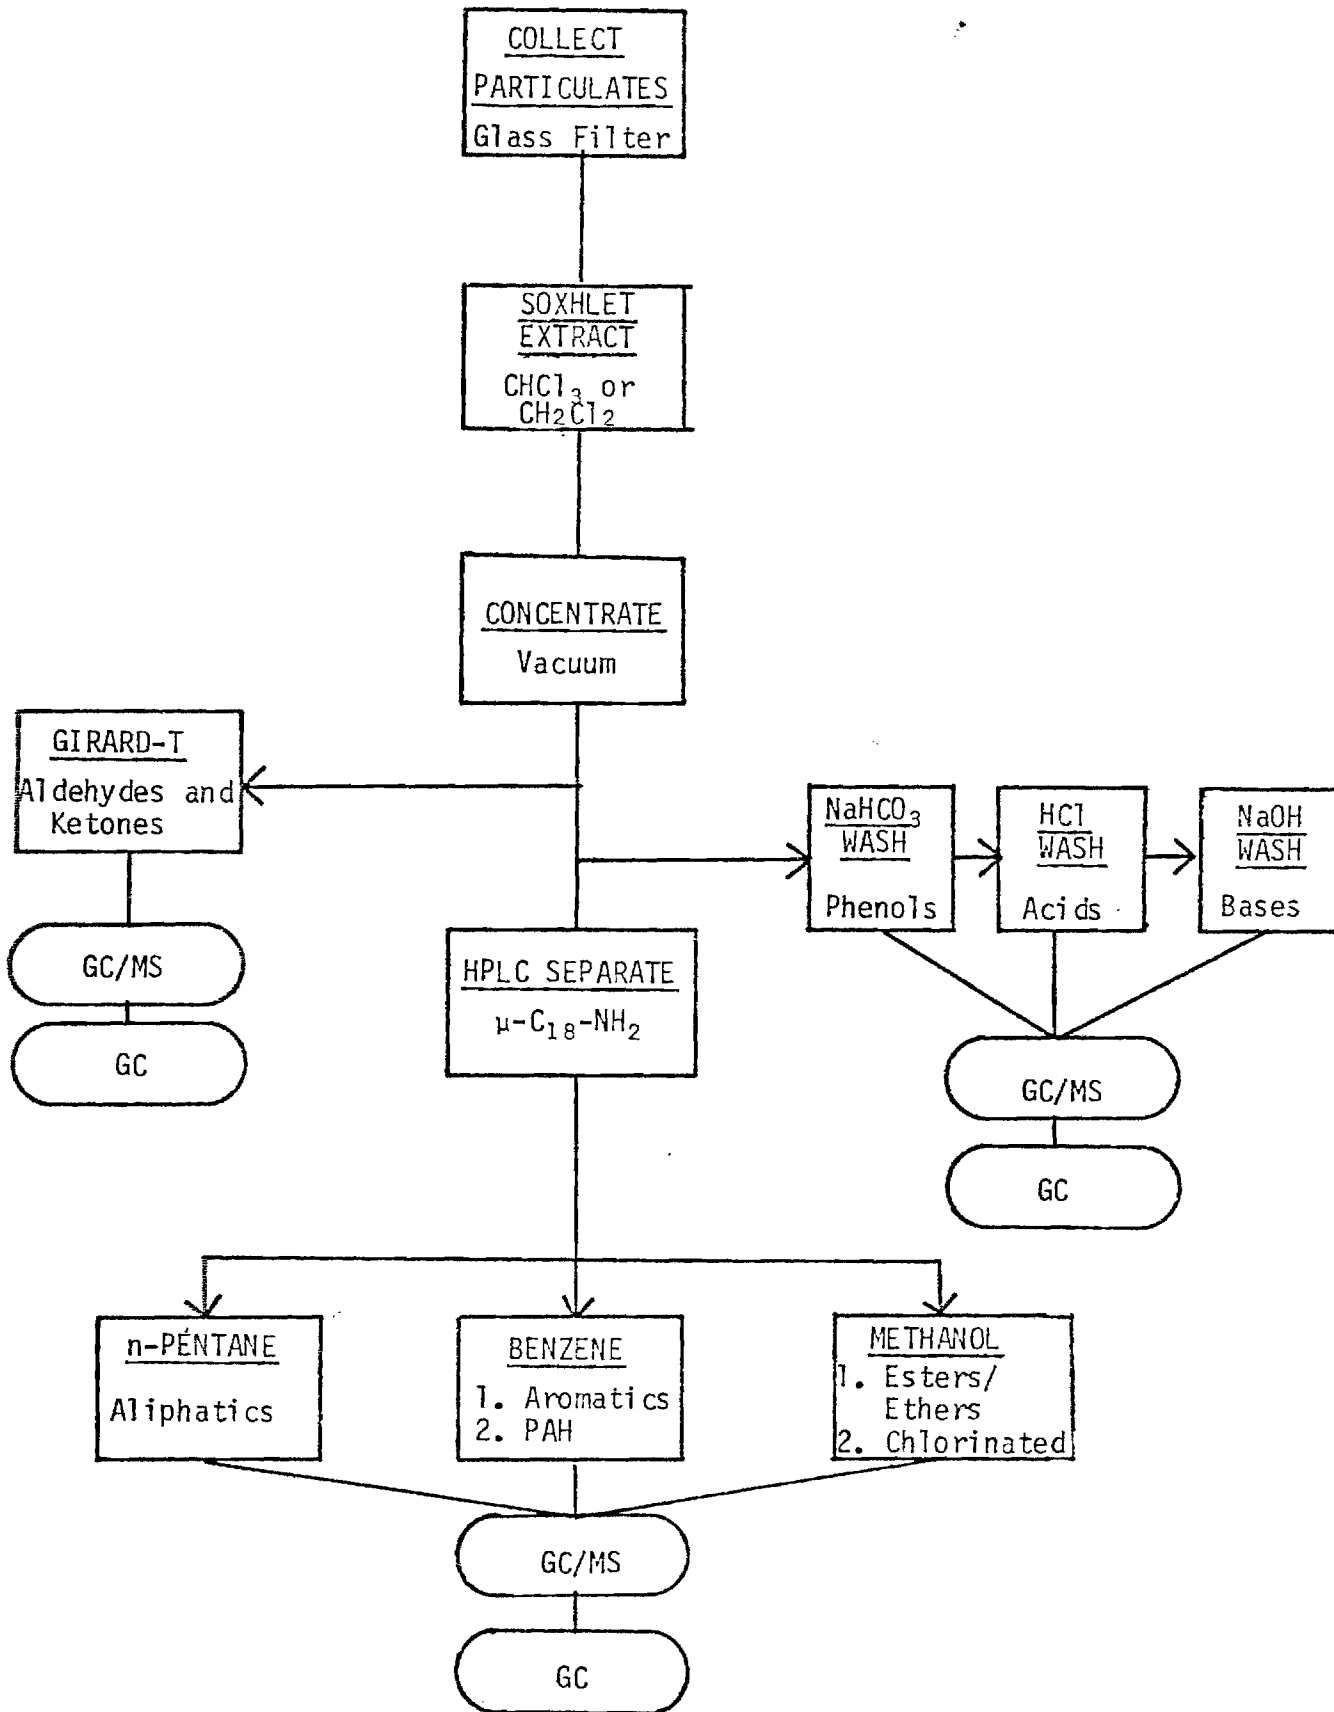 COLLECT
PARTICULATES
Glass Filter
SOXHLET
EXTRACT
CHCl₃ or
CH₂Cl₂
CONCENTRATE
Vacuum
GIRARD-T
Aldehydes and
Ketones
GC/MS
GC
NaHCO₃
WASH
Phenols
HCl
WASH
Acids
NaOH
WASH
Bases
GC/MS
GC
HPLC SEPARATE
μ-C₁₈-NH₂
n-PENTANE
Aliphatics
BENZENE
1. Aromatics
2. PAH
METHANOL
1. Esters/
Ethers
2. Chlorinated
GC/MS
GC